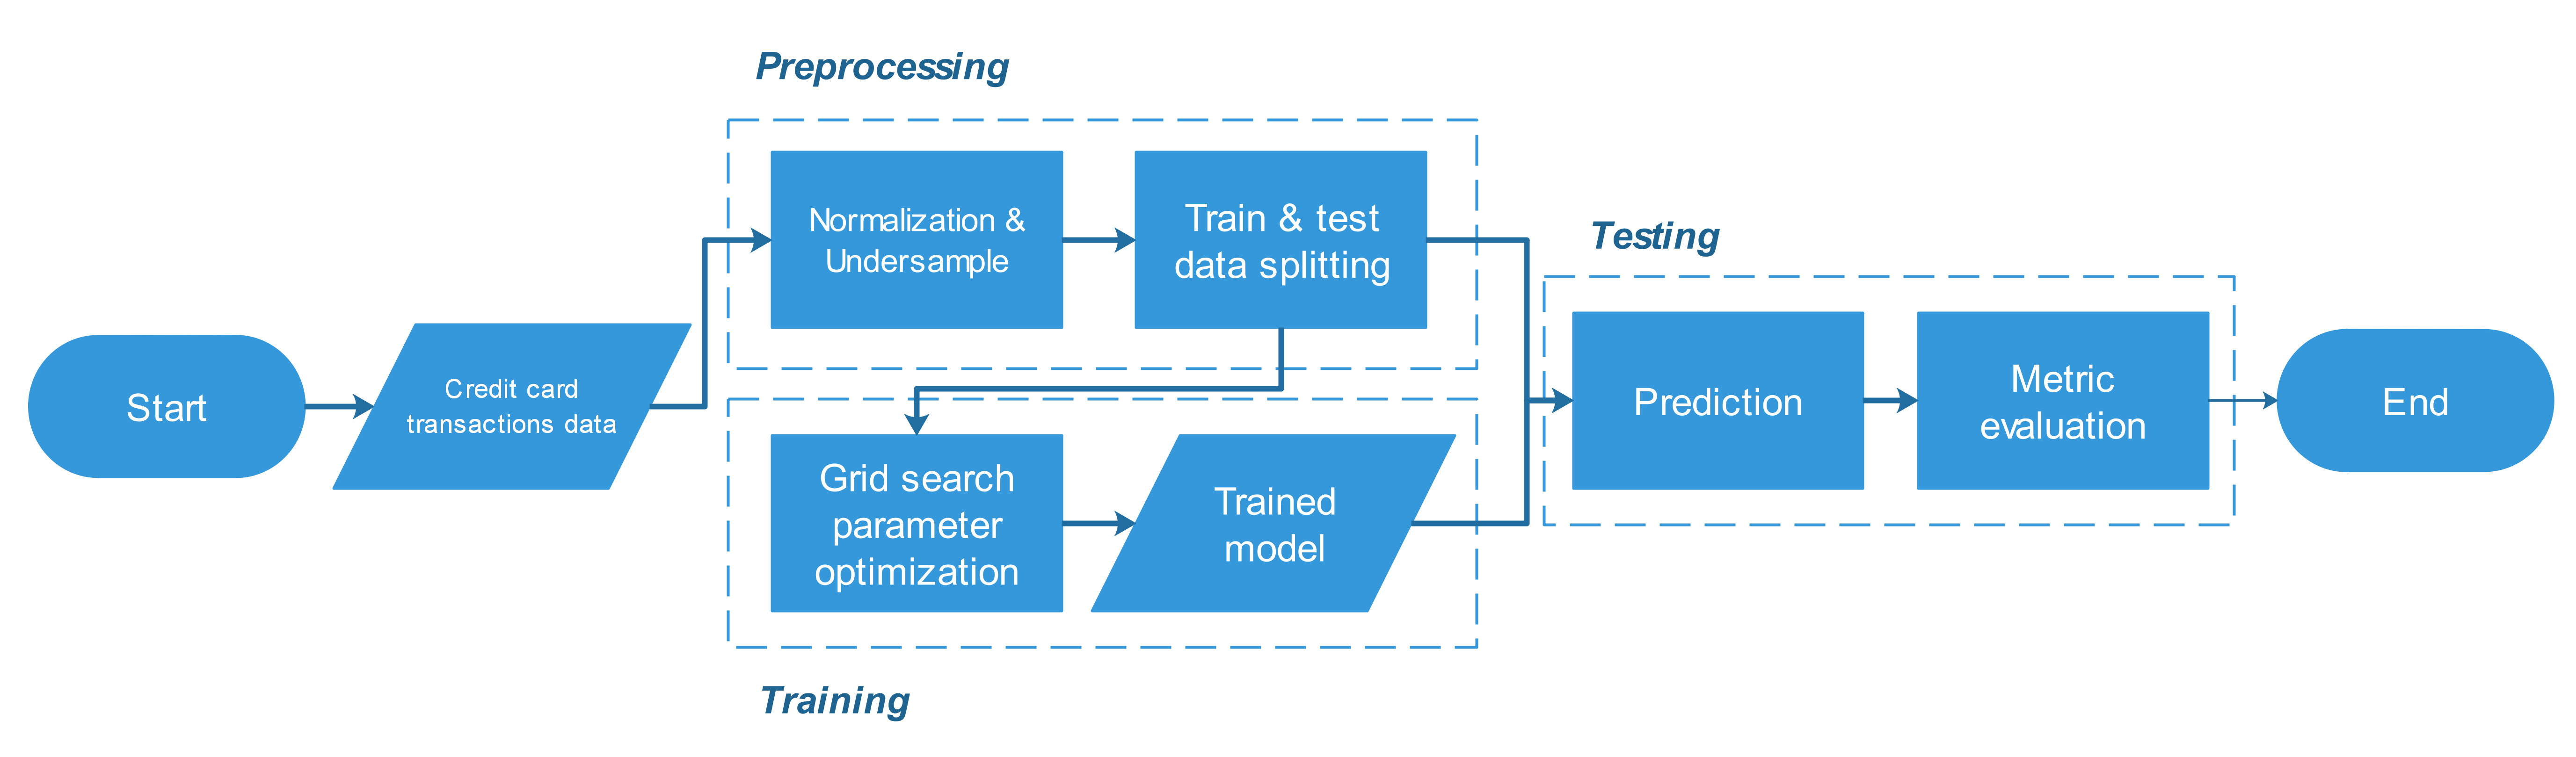 Preprocessing
Normalization &
Undersample
Train & test
data splitting
Testing
Start
Credit card
transactions data
Prediction
Metric
evaluation
End
Grid search
parameter
optimization
Trained
model
Training